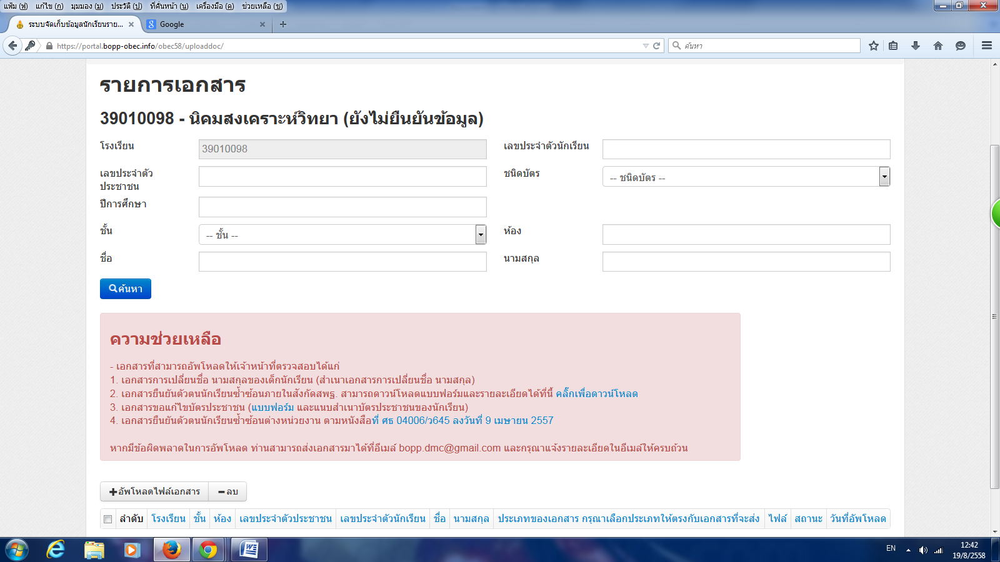 แฟ้ม (ฟ) แก้ไข (ก) มุมมอง (ม) ประวัติ (ป) ที่คั่นหน้า (น) เครื่องมือ (ค) ช่วยเหลือ (ช)
ระบบจัดเก็บข้อมูลนักเรียนราย... Google
https://portal.bopp-obec.info/obec58/uploaddoc/ ค้นหา
รายการเอกสาร
39010098 - นิคมสงเคราะห์วิทยา (ยังไม่ยืนยันข้อมูล)
โรงเรียน 39010098 เลขประจำตัวนักเรียน
เลขประจำตัว
ประชาชน
ชนิดบัตร -- ชนิดบัตร --
ปีการศึกษา
ชั้น -- ชั้น -- ห้อง
ชื่อ นามสกุล
ค้นหา
ความช่วยเหลือ
- เอกสารที่สามารถอัพโหลดให้เจ้าหน้าที่ตรวจสอบได้แก่
1. เอกสารการเปลี่ยนชื่อ นามสกุลของเด็กนักเรียน (สำเนาเอกสารการเปลี่ยนชื่อ นามสกุล)
2. เอกสารยืนยันตัวตนนักเรียนซ้ำซ้อนภายในสังกัดสพฐ. สามารถดาวน์โหลดแบบฟอร์มและรายละเอียดได้ที่นี้ คลิ๊กเพื่อดาวน์โหลด
3. เอกสารขอแก้ไขบัตรประชาชน (แบบฟอร์ม และแนบสำเนาบัตรประชาชนของนักเรียน)
4. เอกสารยืนยันตัวตนนักเรียนซ้ำซ้อนต่างหน่วยงาน ตามหนังสือที่ ศธ 04006/ว645 ลงวันที่ 9 เมษายน 2557
หากมีข้อผิดพลาดในการอัพโหลด ท่านสามารถส่งเอกสารมาได้ที่อีเมล์ bopp.dmc@gmail.com และกรุณาแจ้งรายละเอียดในอีเมล์ให้ครบถ้วน
อัพโหลดไฟล์เอกสาร ลบ
ลำดับ โรงเรียน ชั้น ห้อง เลขประจำตัวประชาชน เลขประจำตัวนักเรียน ชื่อ นามสกุล ประเภทของเอกสาร กรุณาเลือกประเภทให้ตรงกับเอกสารที่จะส่ง ไฟล์ สถานะ วันที่อัพโหลด
EN 12:42
19/8/2558